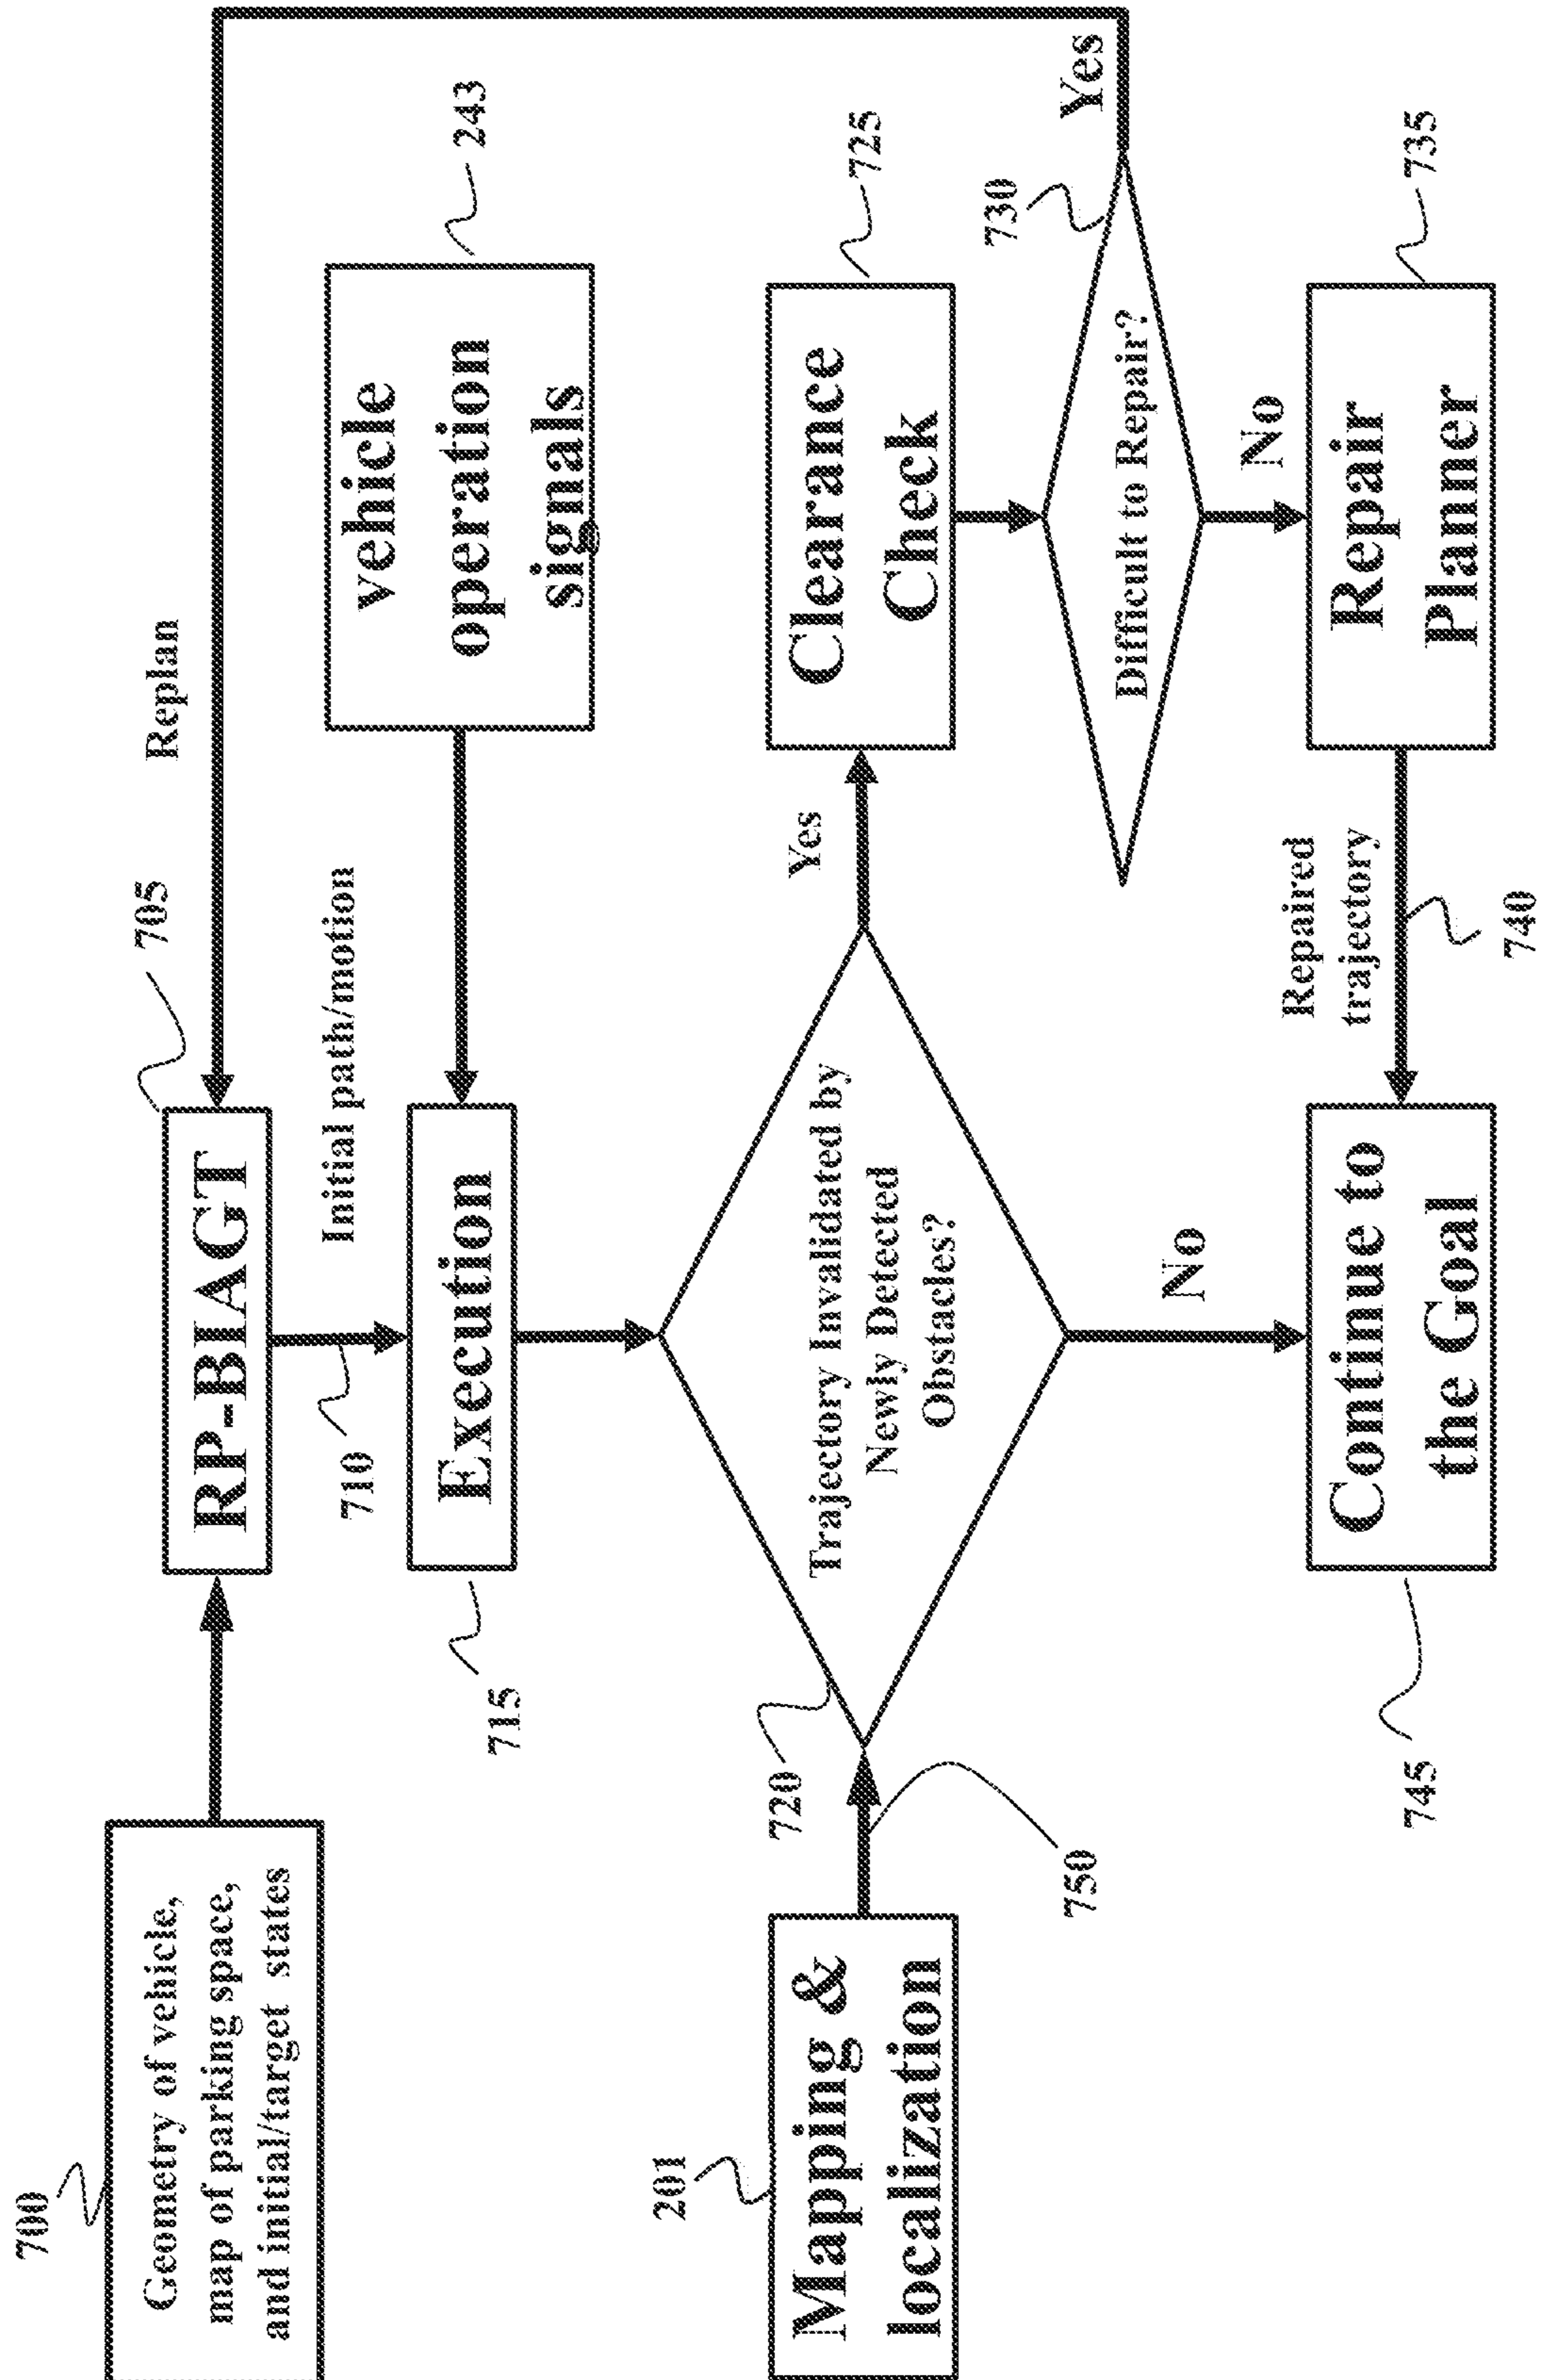 700
Geometry of vehicle,
map of parking space,
and initial/target states
RP-BIAGT
705
Replan
710
Initial path/motion
Execution
715
vehicle
operation
signals
243
201
Mapping &
localization
750
720
Trajectory Invalidated by
Newly Detected
Obstacles?
Yes
Clearance
Check
725
730
Difficult to Repair?
Yes
No
No
Continue to
the Goal
745
Repaired
trajectory
740
Repair
Planner
735